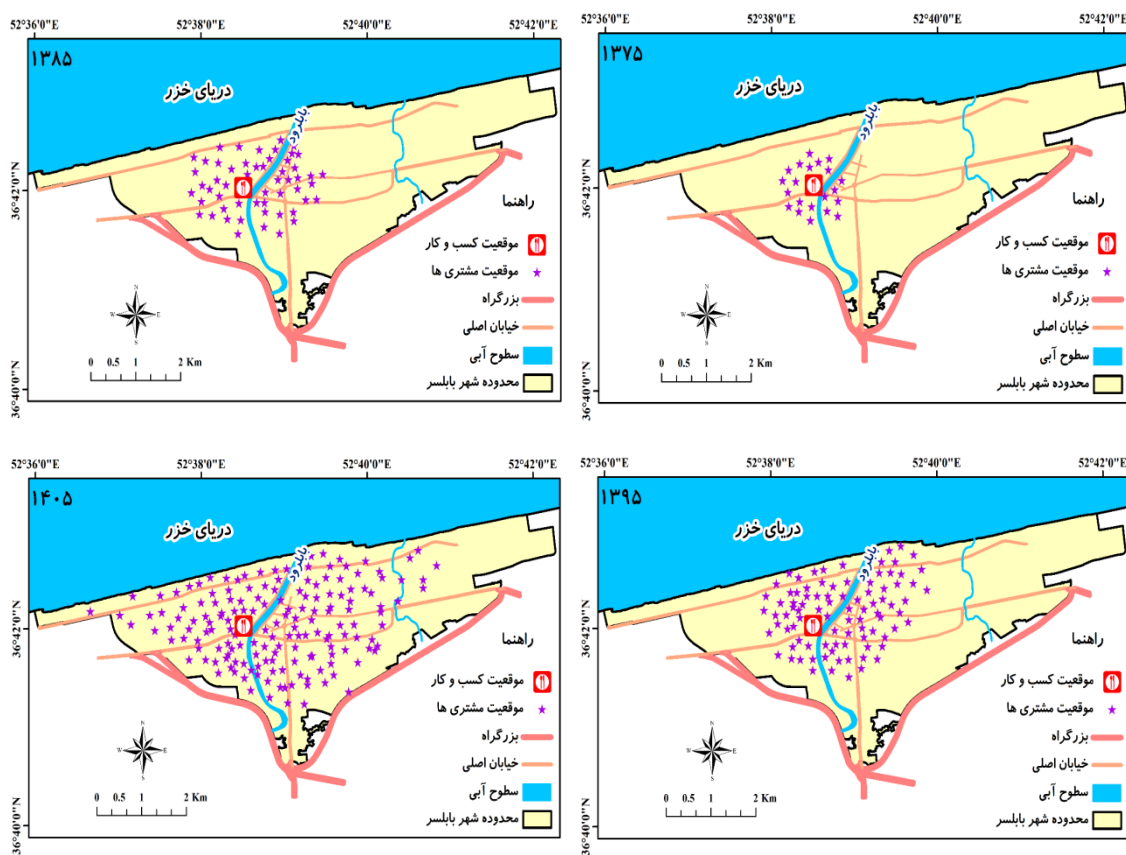 52°36'0"E 52°38'0"E 52°40'0"E 52°42'0"E
۱۳۷۵
دریای خزر
بابلرود
36°42'0"N
36°40'0"N
راهنما
موقعیت کسب و کار
موقعیت مشتری ها
بزرگراه
خیابان اصلی
سطوح آبی
محدوده شهر بابلسر
N
W E
S
0 0.5 1 2 Km
52°36'0"E 52°38'0"E 52°40'0"E 52°42'0"E
۱۳۸۵
دریای خزر
بابلرود
36°42'0"N
36°40'0"N
راهنما
موقعیت کسب و کار
موقعیت مشتری ها
بزرگراه
خیابان اصلی
سطوح آبی
محدوده شهر بابلسر
N
W E
S
0 0.5 1 2 Km
52°36'0"E 52°38'0"E 52°40'0"E 52°42'0"E
۱۳۹۵
دریای خزر
بابلرود
36°42'0"N
36°40'0"N
راهنما
موقعیت کسب و کار
موقعیت مشتری ها
بزرگراه
خیابان اصلی
سطوح آبی
محدوده شهر بابلسر
N
W E
S
0 0.5 1 2 Km
52°36'0"E 52°38'0"E 52°40'0"E 52°42'0"E
۱۴۰۵
دریای خزر
بابلرود
36°42'0"N
36°40'0"N
راهنما
موقعیت کسب و کار
موقعیت مشتری ها
بزرگراه
خیابان اصلی
سطوح آبی
محدوده شهر بابلسر
N
W E
S
0 0.5 1 2 Km